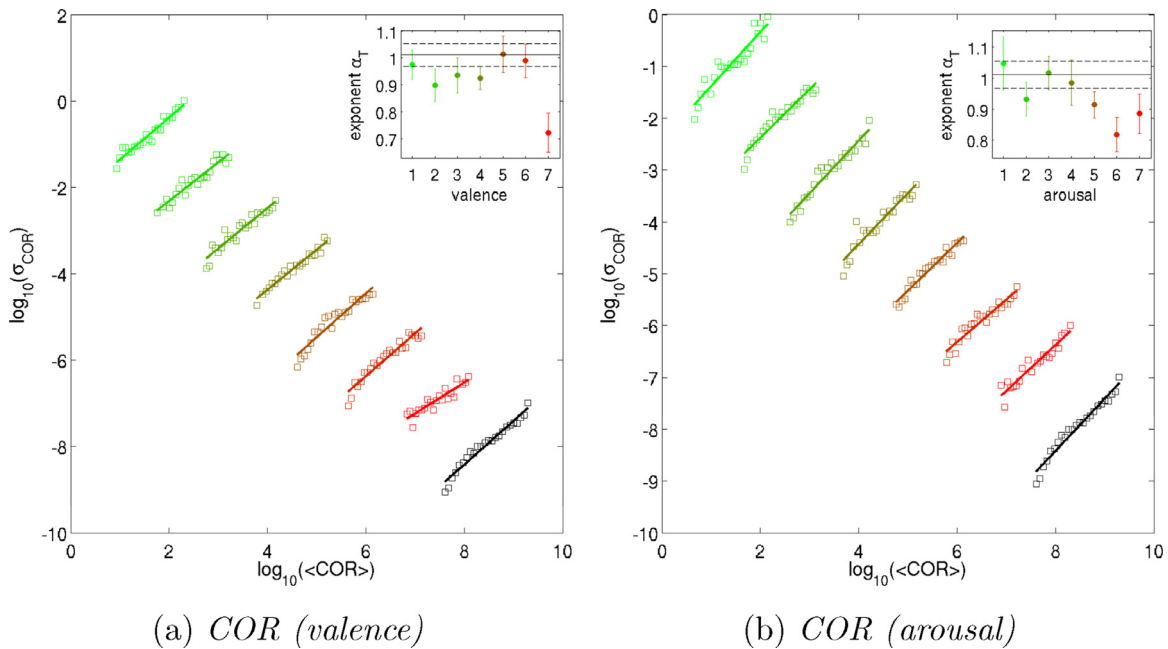 0
-2
-4
-6
-8
-10
0 2 4 6 8 10
log10(σCOR)
log10(<COR>)
1.1
1
0.9
0.8
0.7
exponent αT
1 2 3 4 5 6 7
valence
(a) COR (valence)
0
-1
-2
-3
-4
-5
-6
-7
-8
-9
-10
0 2 4 6 8 10
log10(σCOR)
log10(<COR>)
1.1
1
0.9
0.8
exponent αT
1 2 3 4 5 6 7
arousal
(b) COR (arousal)